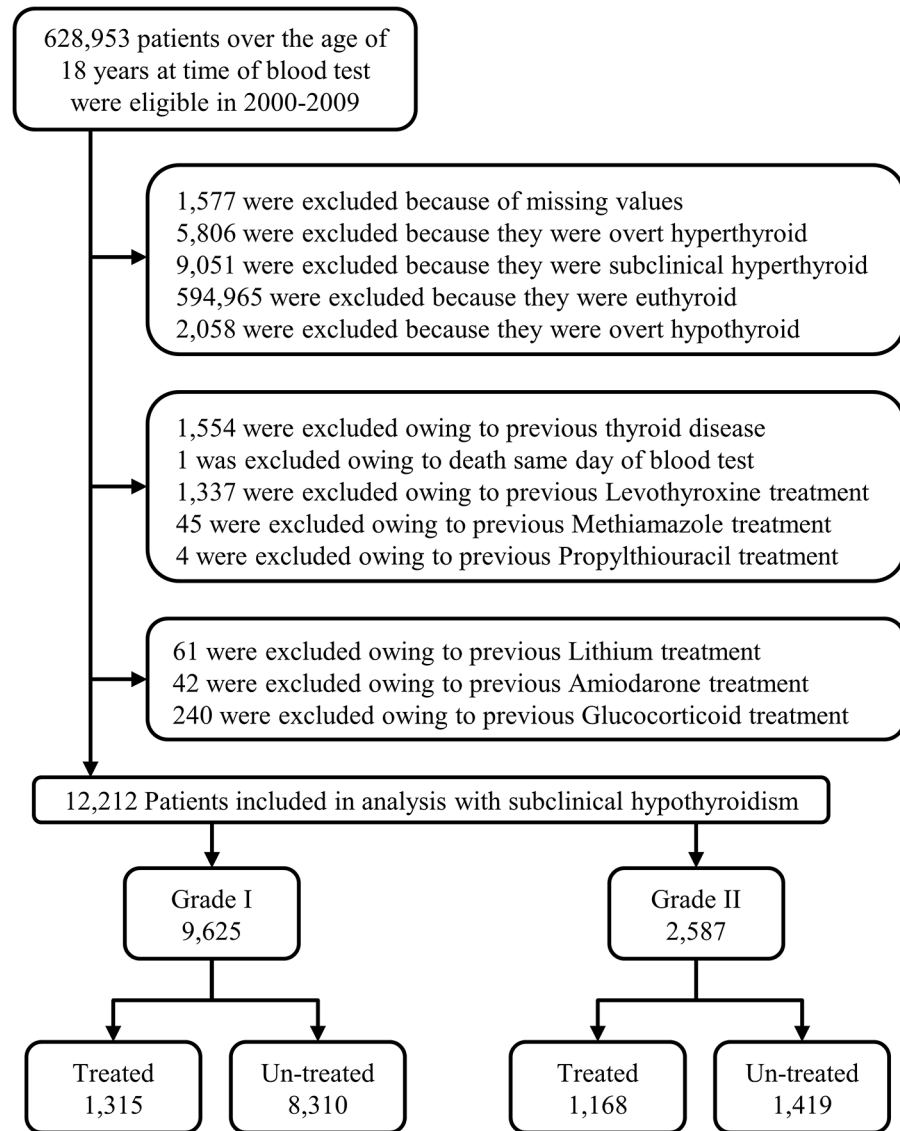 628,953 patients over the age of
18 years at time of blood test
were eligible in 2000-2009
1,577 were excluded because of missing values
5,806 were excluded because they were overt hyperthyroid
9,051 were excluded because they were subclinical hyperthyroid
594,965 were excluded because they were euthyroid
2,058 were excluded because they were overt hypothyroid
1,554 were excluded owing to previous thyroid disease
1 was excluded owing to death same day of blood test
1,337 were excluded owing to previous Levothyroxine treatment
45 were excluded owing to previous Methiamazole treatment
4 were excluded owing to previous Propylthiouracil treatment
61 were excluded owing to previous Lithium treatment
42 were excluded owing to previous Amiodarone treatment
240 were excluded owing to previous Glucocorticoid treatment
12,212 Patients included in analysis with subclinical hypothyroidism
Grade I
9,625
Grade II
2,587
Treated
1,315
Un-treated
8,310
Treated
1,168
Un-treated
1,419